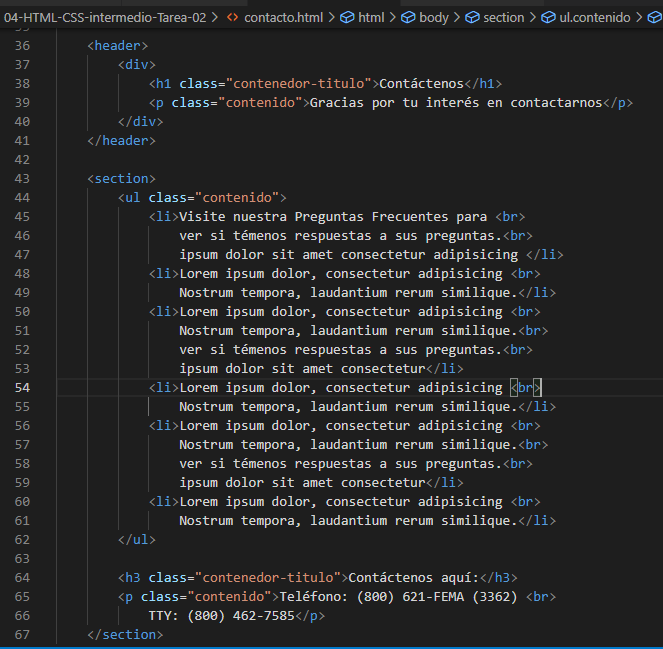 04-HTML-CSS-intermedio-Tarea-02 > <> contacto.html > html > body > section > ul.contenido >
36 <header>
37 <div>
38 <h1 class="contenedor-titulo">Contáctenos</h1>
39 <p class="contenido">Gracias por tu interés en contactarnos</p>
40 </div>
41 </header>
42
43 <section>
44 <ul class="contenido">
45 <li>Visite nuestra Preguntas Frecuentes para <br>
46 ver si témenos respuestas a sus preguntas.<br>
47 ipsum dolor sit amet consectetur adipisicing </li>
48 <li>Lorem ipsum dolor, consectetur adipisicing <br>
49 Nostrum tempora, laudantium rerum similique.</li>
50 <li>Lorem ipsum dolor, consectetur adipisicing <br>
51 Nostrum tempora, laudantium rerum similique.<br>
52 ver si témenos respuestas a sus preguntas.<br>
53 ipsum dolor sit amet consectetur</li>
54 <li>Lorem ipsum dolor, consectetur adipisicing <br>
55 Nostrum tempora, laudantium rerum similique.</li>
56 <li>Lorem ipsum dolor, consectetur adipisicing <br>
57 Nostrum tempora, laudantium rerum similique.<br>
58 ver si témenos respuestas a sus preguntas.<br>
59 ipsum dolor sit amet consectetur</li>
60 <li>Lorem ipsum dolor, consectetur adipisicing <br>
61 Nostrum tempora, laudantium rerum similique.</li>
62 </ul>
63
64 <h3 class="contenedor-titulo">Contáctenos aquí:</h3>
65 <p class="contenido">Teléfono: (800) 621-FEMA (3362) <br>
66 TTY: (800) 462-7585</p>
67 </section>